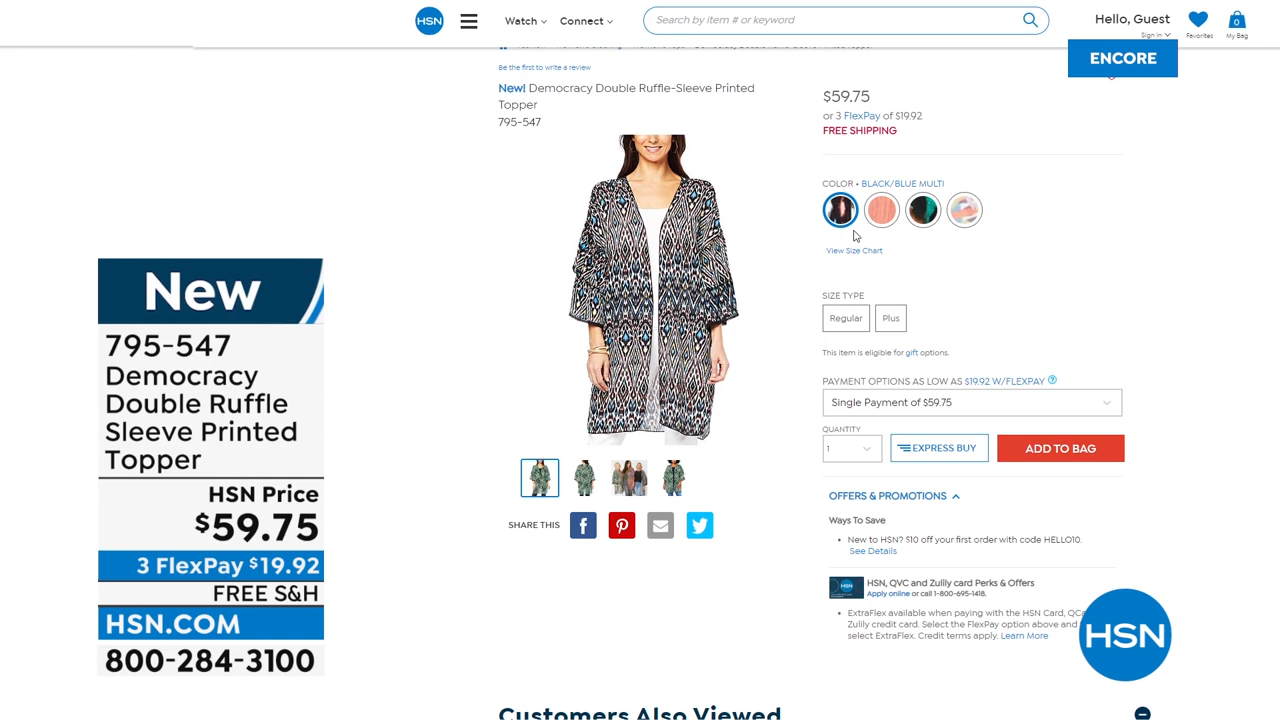 HSN
Watch
Connect
Search by item # or keyword
Hello, Guest
Sign in
Favorites
0
My Bag
ENCORE
Be the first to write a review
New! Democracy Double Ruffle-Sleeve Printed
Topper
795-547
$59.75
or 3 FlexPay of $19.92
FREE SHIPPING
COLOR • BLACK/BLUE MULTI
View Size Chart
SIZE TYPE
Regular
Plus
This item is eligible for gift options.
PAYMENT OPTIONS AS LOW AS $19.92 W/FLEXPAY ?
Single Payment of $59.75
QUANTITY
1
EXPRESS BUY
ADD TO BAG
SHARE THIS
OFFERS & PROMOTIONS
Ways To Save
• New to HSN? $10 off your first order with code HELLO10.
See Details
HSN, QVC and Zulily card Perks & Offers
Apply online or call 1-800-695-1418.
• ExtraFlex available when paying with the HSN Card, QCa
Zulily credit card. Select the FlexPay option above and
select ExtraFlex. Credit terms apply. Learn More
HSN
Customers Also Viewed
New
795-547
Democracy
Double Ruffle
Sleeve Printed
Topper
HSN Price
$59.75
3 FlexPay $19.92
FREE S&H
HSN.COM
800-284-3100